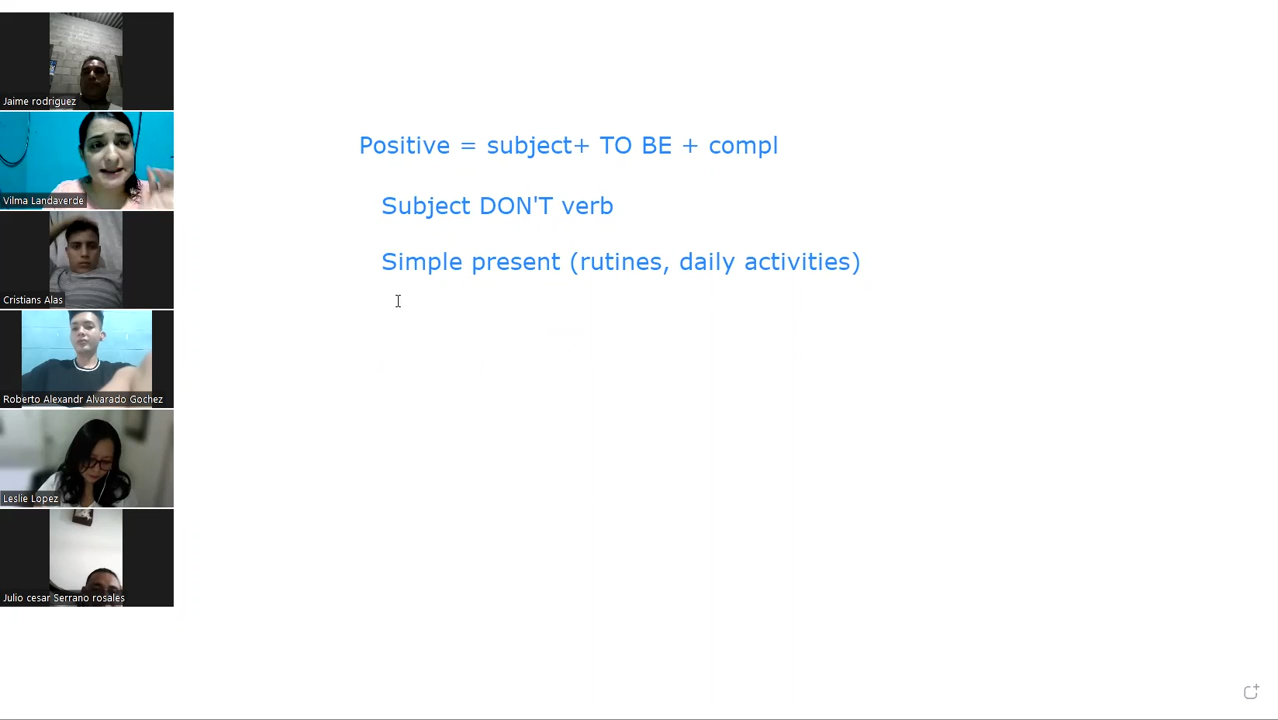 Jaime rodriguez
Vilma Landaverde
Cristians Alas
Roberto Alexandr Alvarado Gochez
Leslie Lopez
Julio cesar Serrano rosales
Positive = subject+ TO BE + compl
Subject DON'T verb
Simple present (rutines, daily activities)